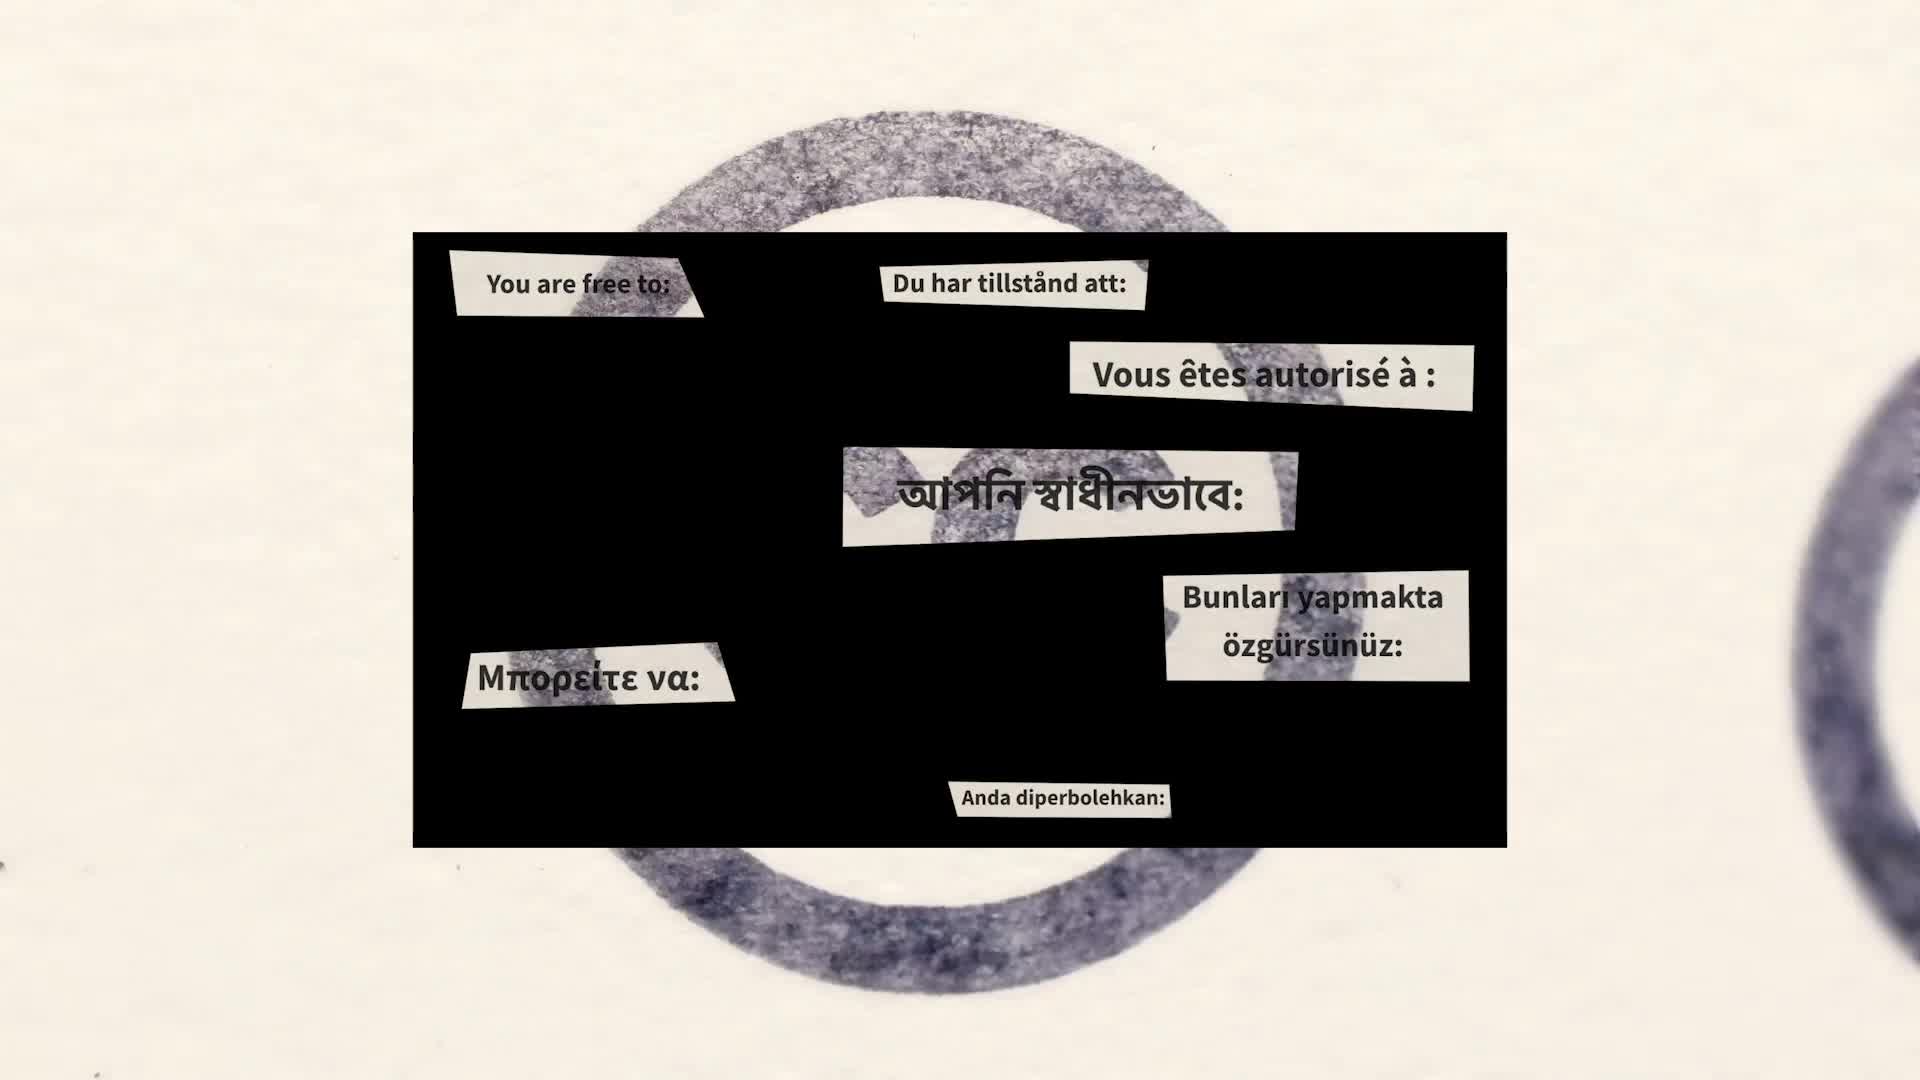 You are free to:
Du har tillstånd att:
Vous êtes autorisé à :
আপনি স্বাধীনভাবে:
Bunları yapmakta
özgürsünüz:
Μπορείτε να:
Anda diperbolehkan: